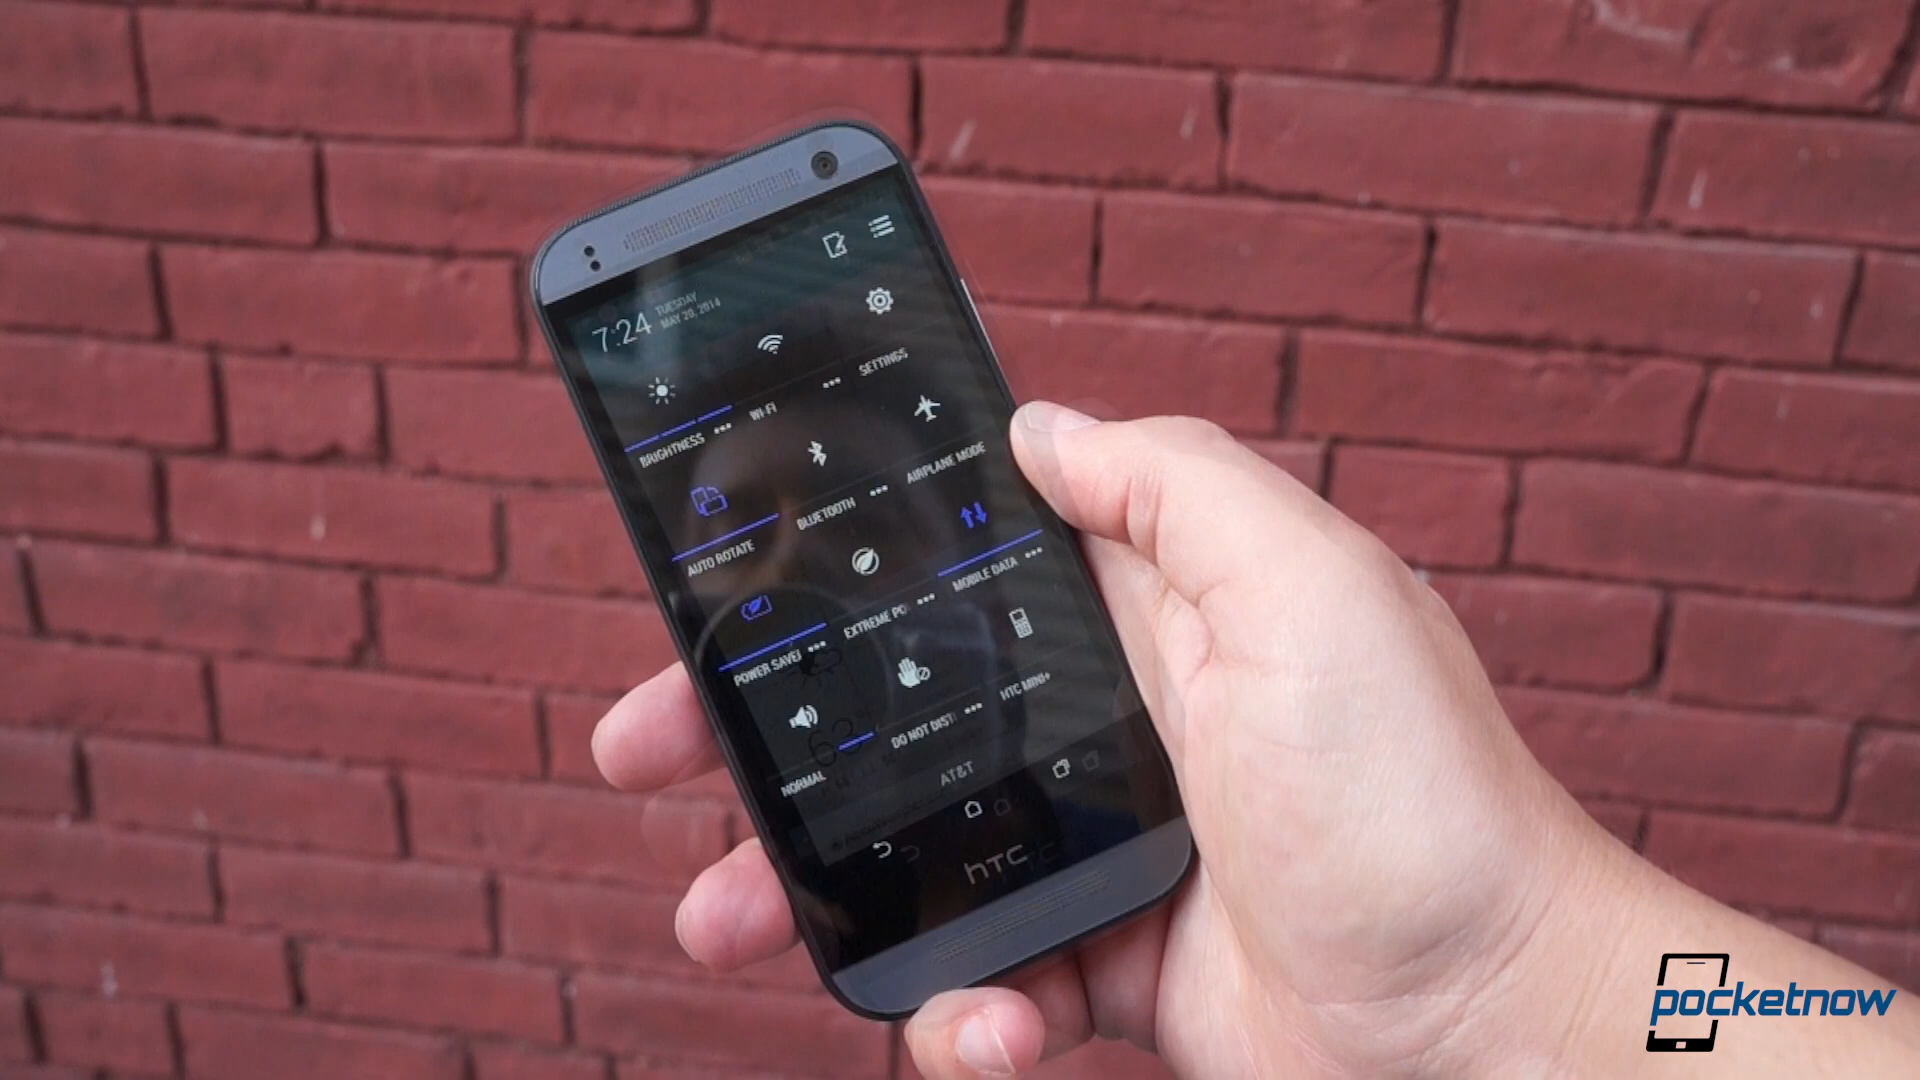 7:24
TUESDAY
MAY 20, 2014
BRIGHTNESS
WI-FI
SETTINGS
AUTO ROTATE
BLUETOOTH
AIRPLANE MODE
POWER SAVE
EXTREME PO
MOBILE DATA
NORMAL
DO NOT DIST
HTC MINI+
AT&T
hTC
pocketnow